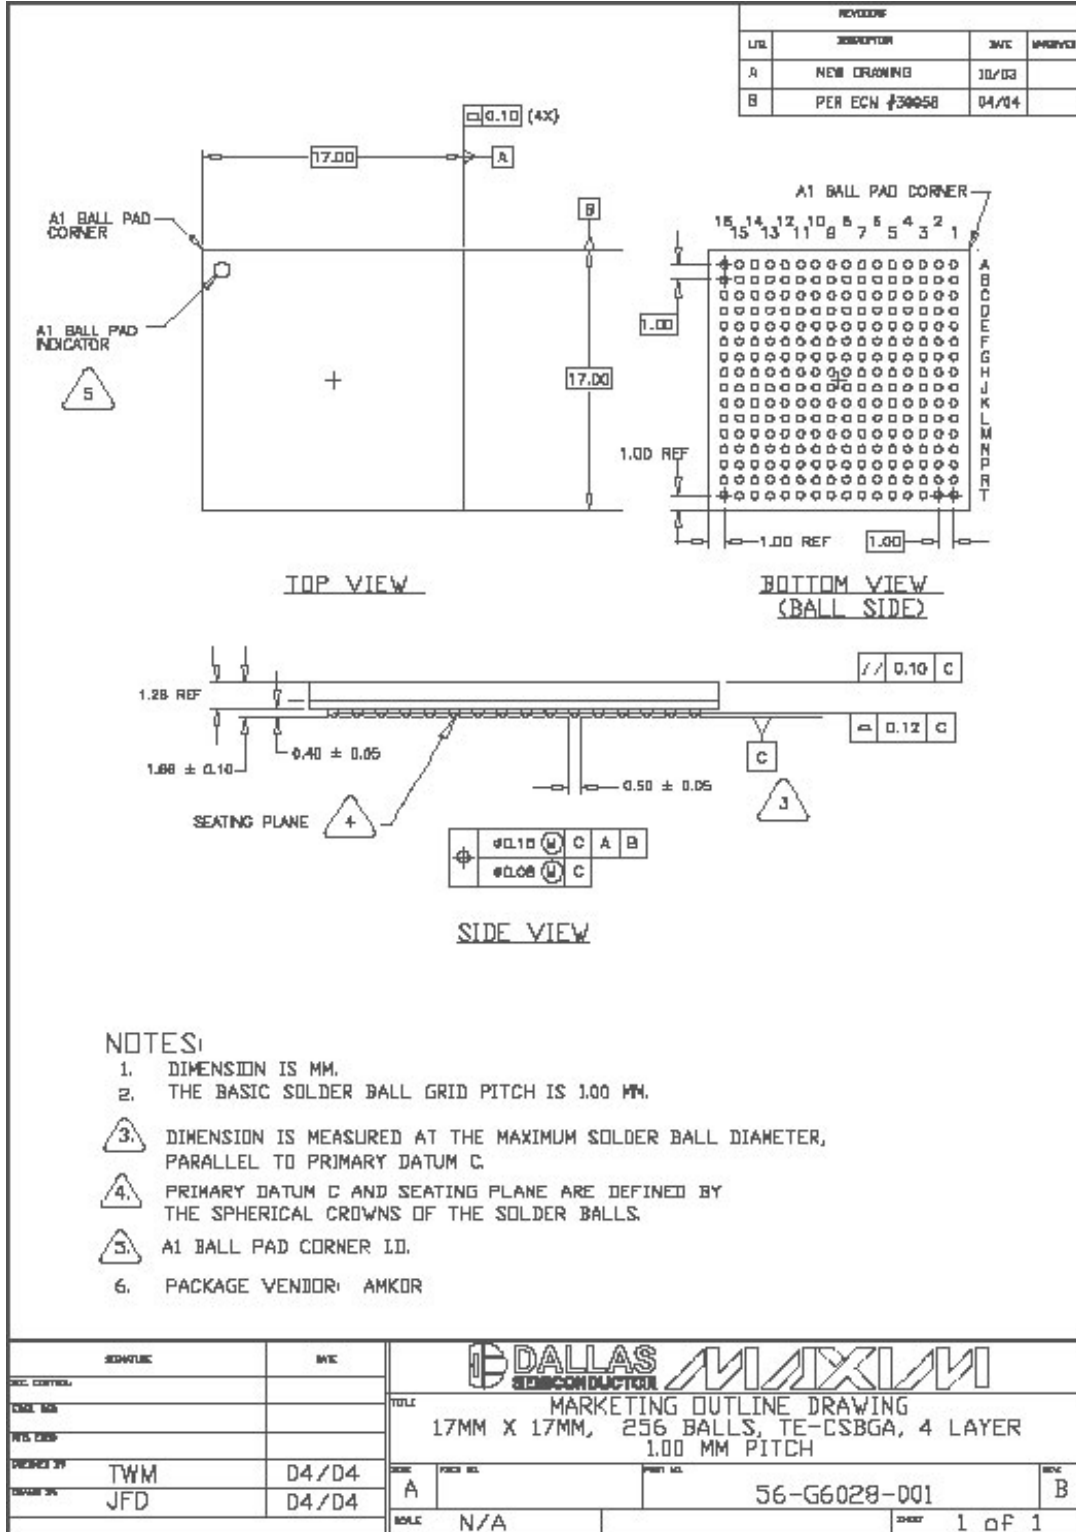 REVISIONS
LTR. DESCRIPTION DATE APPROVED
A NEW DRAWING 10/03
B PER ECN #39958 04/04
0.10 (4X)
17.00 A
B
A1 BALL PAD
CORNER
A1 BALL PAD
INDICATOR
5
17.00
TOP VIEW
A1 BALL PAD CORNER
16 14 12 10 8 6 4 2
15 13 11 9 7 5 3 1
A
B
C
D
E
F
G
H
J
K
L
M
N
P
R
T
1.00
1.00 REF
1.00 REF
1.00
BOTTOM VIEW
(BALL SIDE)
1.28 REF
// 0.10 C
0.12 C
0.40 ± 0.05
C
± 0.10
0.50 ± 0.05
3
SEATING PLANE 4
M C A B
M C
SIDE VIEW
NOTES:
1. DIMENSION IS MM.
2. THE BASIC SOLDER BALL GRID PITCH IS 1.00 MM.
3. DIMENSION IS MEASURED AT THE MAXIMUM SOLDER BALL DIAMETER,
PARALLEL TO PRIMARY DATUM C.
4. PRIMARY DATUM C AND SEATING PLANE ARE DEFINED BY
THE SPHERICAL CROWNS OF THE SOLDER BALLS.
5. A1 BALL PAD CORNER I.D.
6. PACKAGE VENDOR: AMKOR
SIGNATURE DATE
DOC. CONTROL
TWM 04/04
JFD 04/04
DALLAS SEMICONDUCTOR MAXIM
TITLE
MARKETING OUTLINE DRAWING
17MM X 17MM, 256 BALLS, TE-CSBGA, 4 LAYER
1.00 MM PITCH
A
56-G6028-001
B
SCALE N/A
SHEET 1 OF 1